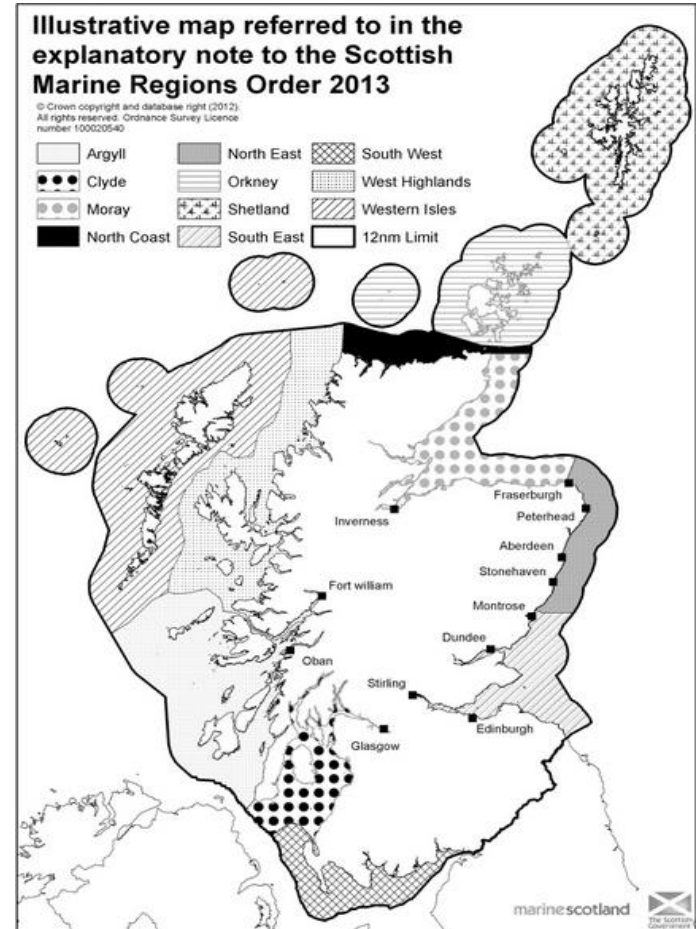 Illustrative map referred to in the
explanatory note to the Scottish
Marine Regions Order 2013
© Crown copyright and database right (2012).
All rights reserved. Ordnance Survey Licence
number 100020540
Argyll
North East
South West
Clyde
Orkney
West Highlands
Moray
Shetland
Western Isles
North Coast
South East
12nm Limit
Fraserburgh
Inverness
Peterhead
Aberdeen
Stonehaven
Fort william
Montrose
Dundee
Oban
Stirling
Edinburgh
Glasgow
marinescotland
The Scottish
Government